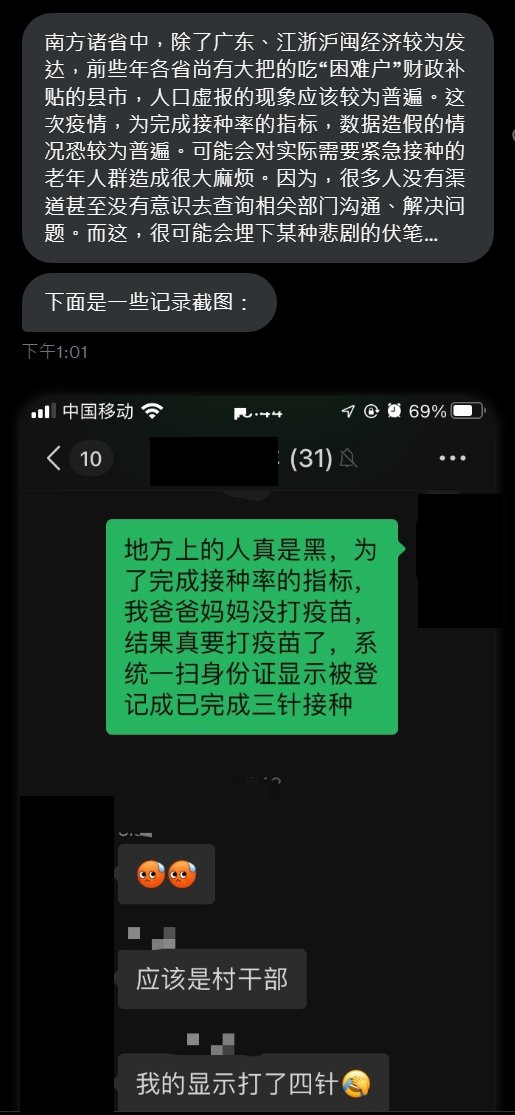 南方诸省中，除了广东、江浙沪闽经济较为发
达，前些年各省尚有大把的吃“困难户”财政补
贴的县市，人口虚报的现象应该较为普遍。这
次疫情，为完成接种率的指标，数据造假的情
况恐较为普遍。可能会对实际需要紧急接种的
老年人群造成很大麻烦。因为，很多人没有渠
道甚至没有意识去查询相关部门沟通、解决问
题。而这，很可能会埋下某种悲剧的伏笔...
下面是一些记录截图：
下午1:01
中国移动
69%
10
(31)
地方上的人真是黑，为
了完成接种率的指标，
我爸爸妈妈没打疫苗，
结果真要打疫苗了，系
统一扫身份证显示被登
记成已完成三针接种
应该是村干部
我的显示打了四针